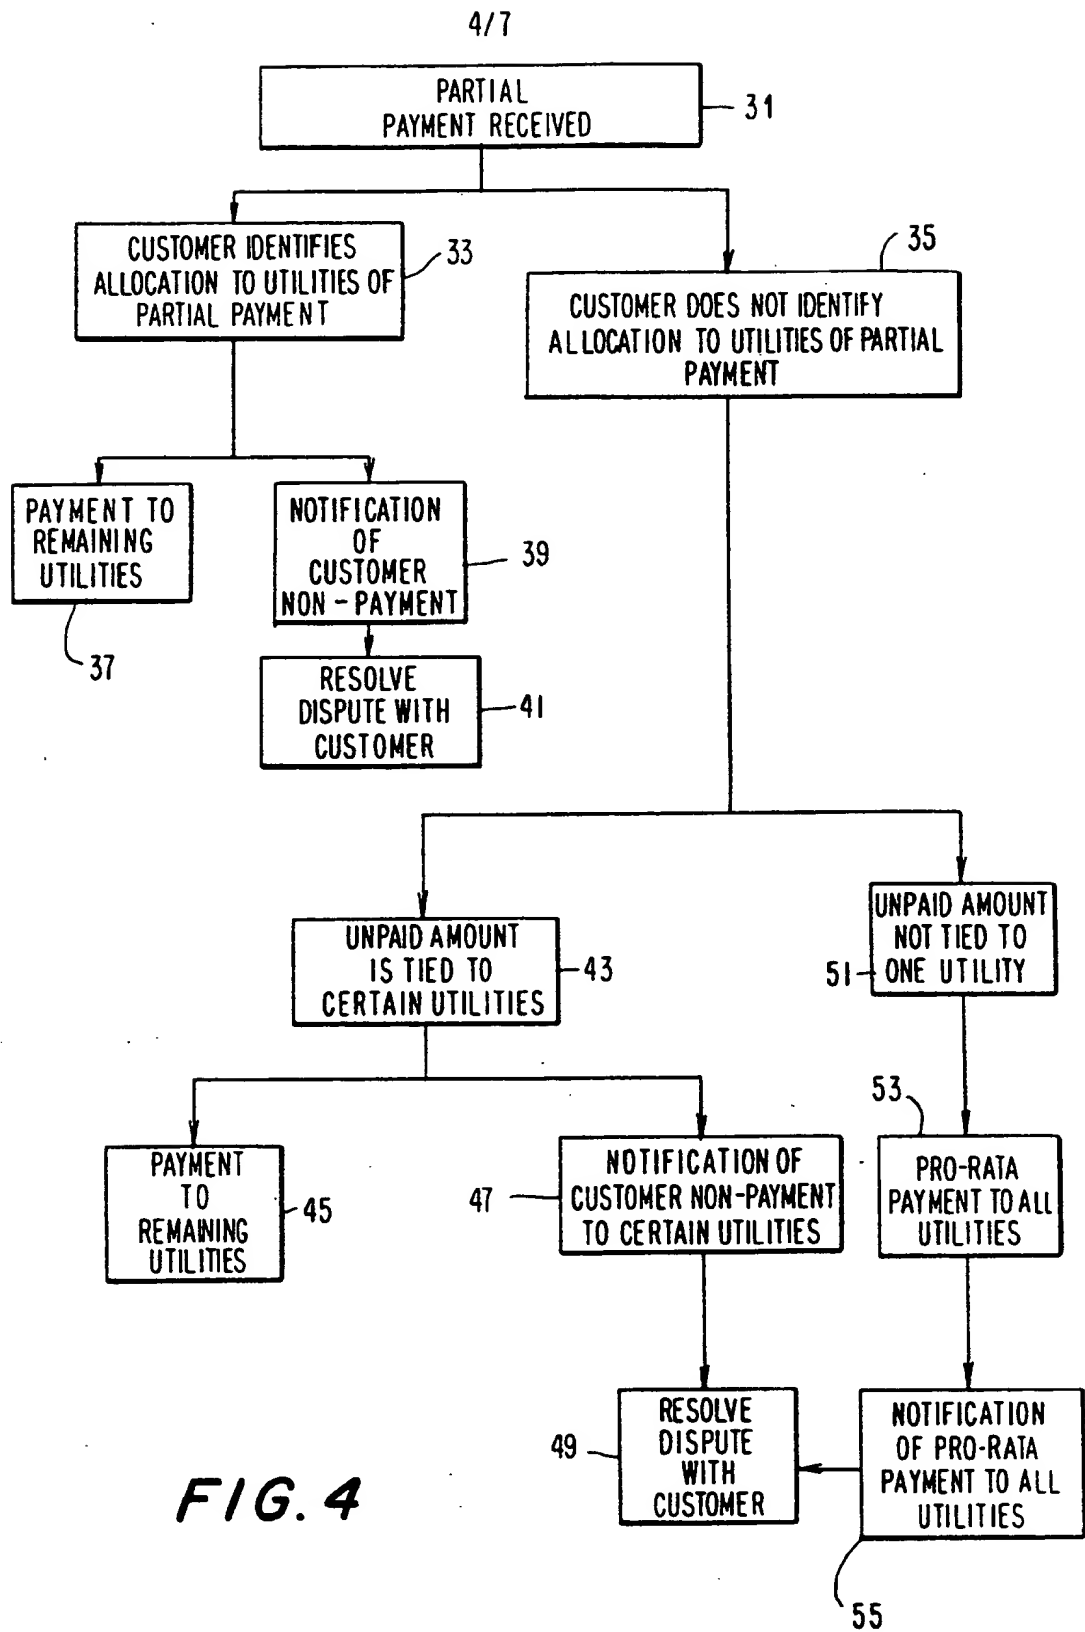 4/7
PARTIAL
PAYMENT RECEIVED
31
CUSTOMER IDENTIFIES
ALLOCATION TO UTILITIES OF
PARTIAL PAYMENT
33
35
CUSTOMER DOES NOT IDENTIFY
ALLOCATION TO UTILITIES OF PARTIAL
PAYMENT
PAYMENT TO
REMAINING
UTILITIES
37
NOTIFICATION
OF
CUSTOMER
NON-PAYMENT
39
RESOLVE
DISPUTE WITH
CUSTOMER
41
UNPAID AMOUNT
IS TIED TO
CERTAIN UTILITIES
43
UNPAID AMOUNT
NOT TIED TO
ONE UTILITY
51
PAYMENT
TO
REMAINING
UTILITIES
45
47
NOTIFICATION OF
CUSTOMER NON-PAYMENT
TO CERTAIN UTILITIES
53
PRO-RATA
PAYMENT TO ALL
UTILITIES
49
RESOLVE
DISPUTE
WITH
CUSTOMER
NOTIFICATION
OF PRO-RATA
PAYMENT TO ALL
UTILITIES
55
FIG. 4